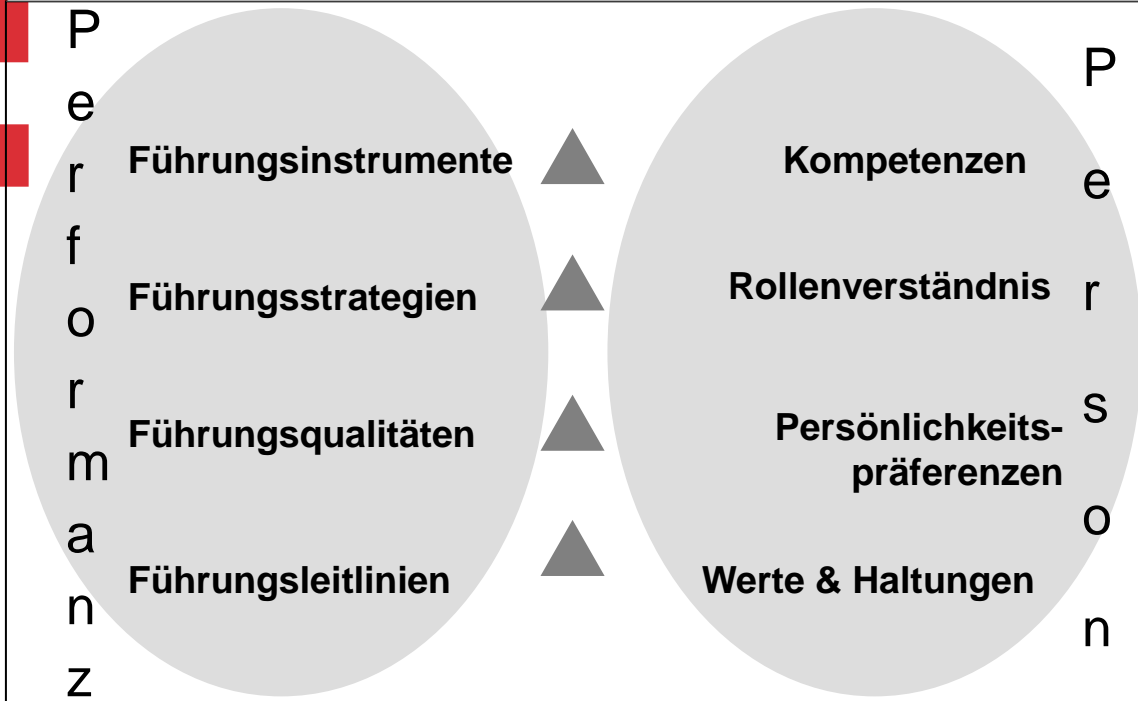 Performanz
Führungsinstrumente
Führungsstrategien
Führungsqualitäten
Führungsleitlinien
Kompetenzen
Rollenverständnis
Persönlichkeits-
präferenzen
Werte & Haltungen
Person